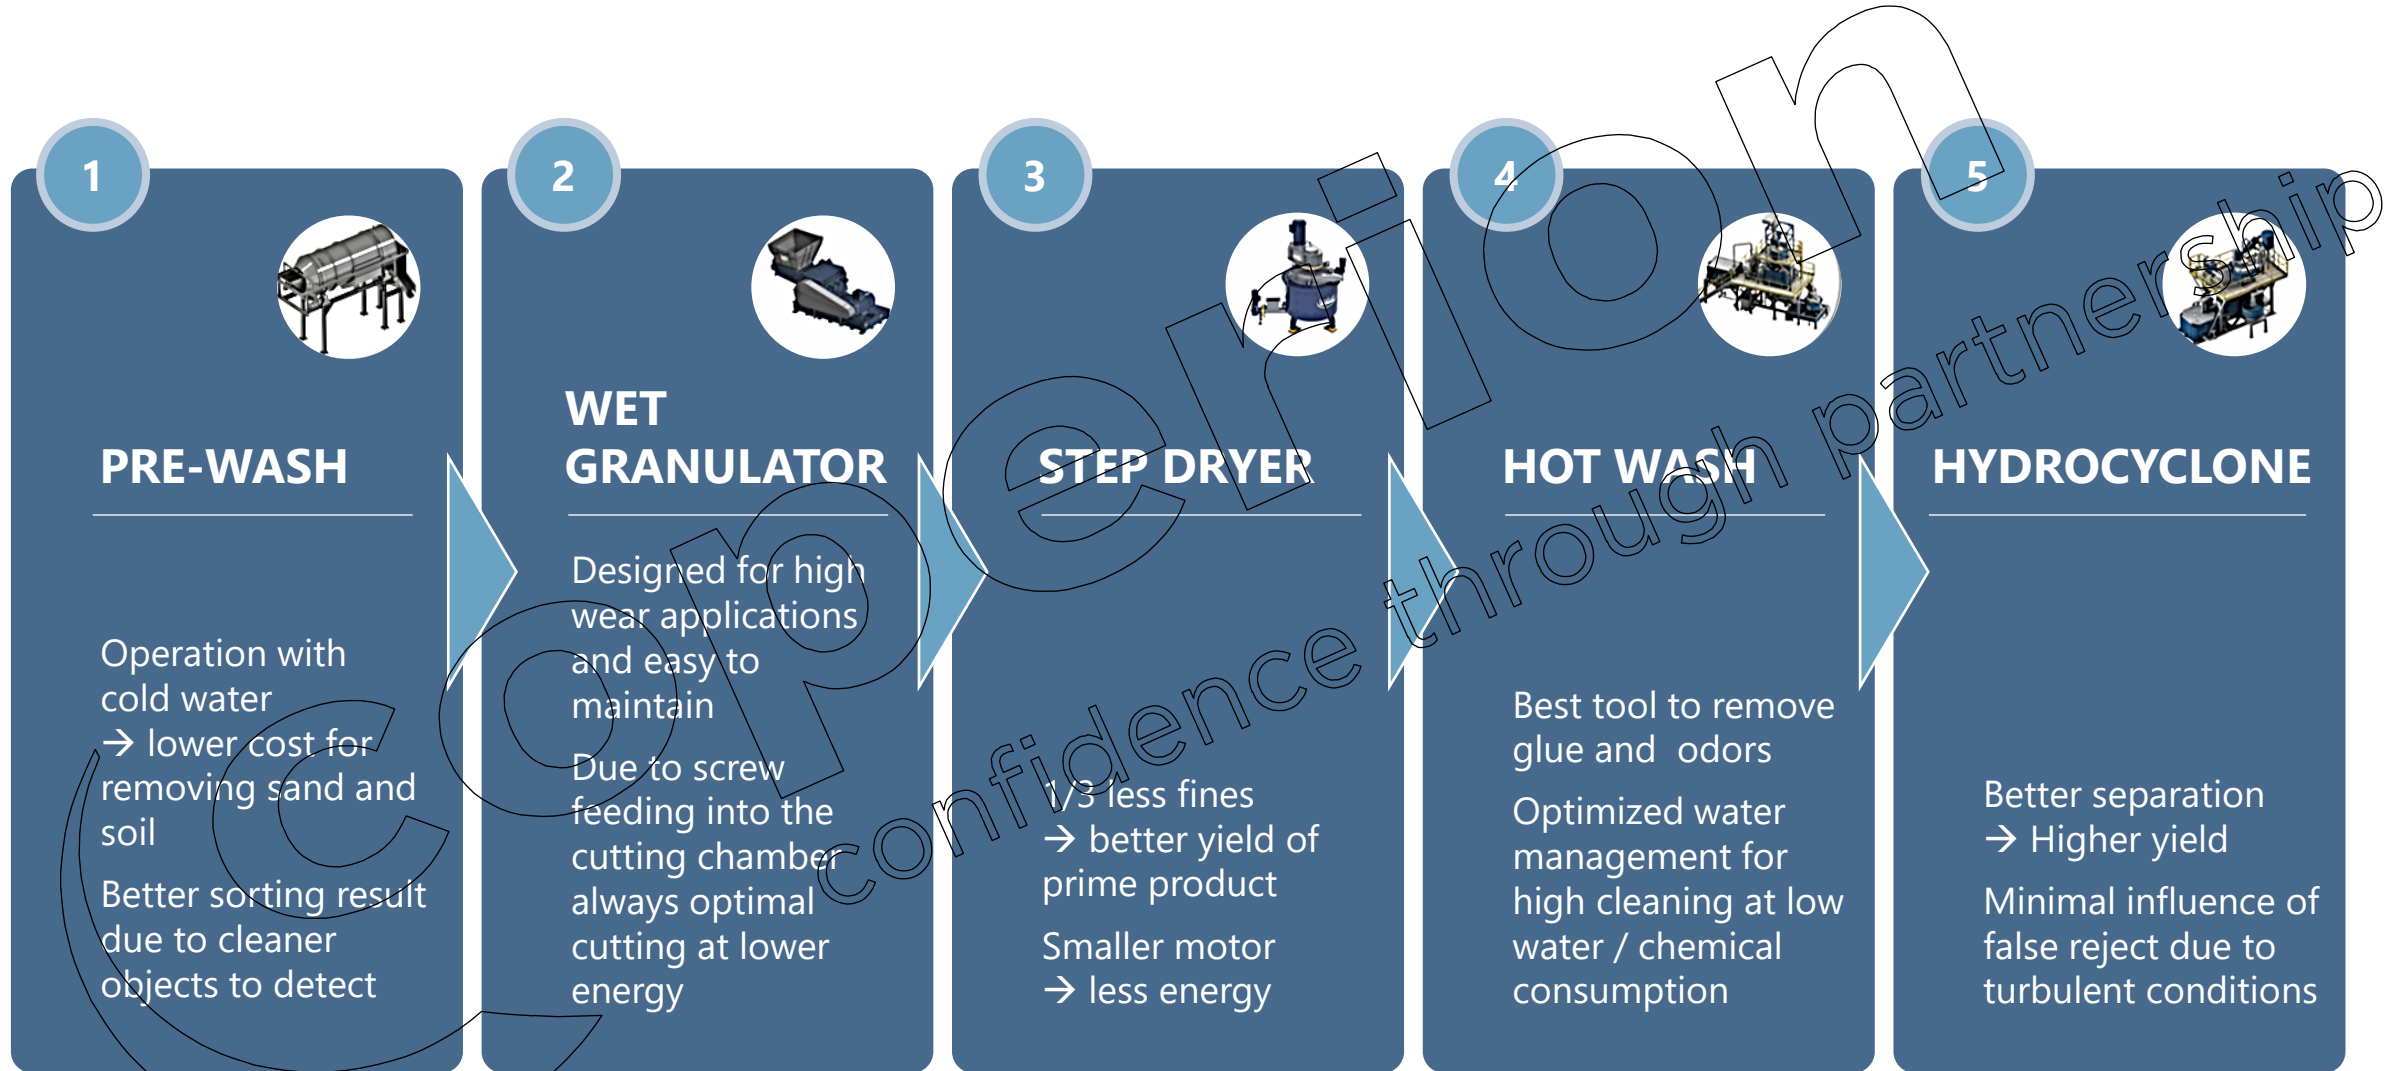 1
PRE-WASH
Operation with
cold water
→ lower cost for
removing sand and
soil
Better sorting result
due to cleaner
objects to detect
2
WET
GRANULATOR
Designed for high
wear applications
and easy to
maintain
Due to screw
feeding into the
cutting chamber
always optimal
cutting at lower
energy
3
STEP DRYER
1/3 less fines
→ better yield of
prime product
Smaller motor
→ less energy
4
HOT WASH
Best tool to remove
glue and  odors
Optimized water
management for
high cleaning at low
water / chemical
consumption
5
HYDROCYCLONE
Better separation
→ Higher yield
Minimal influence of
false reject due to
turbulent conditions
coperion
confidence through partnership